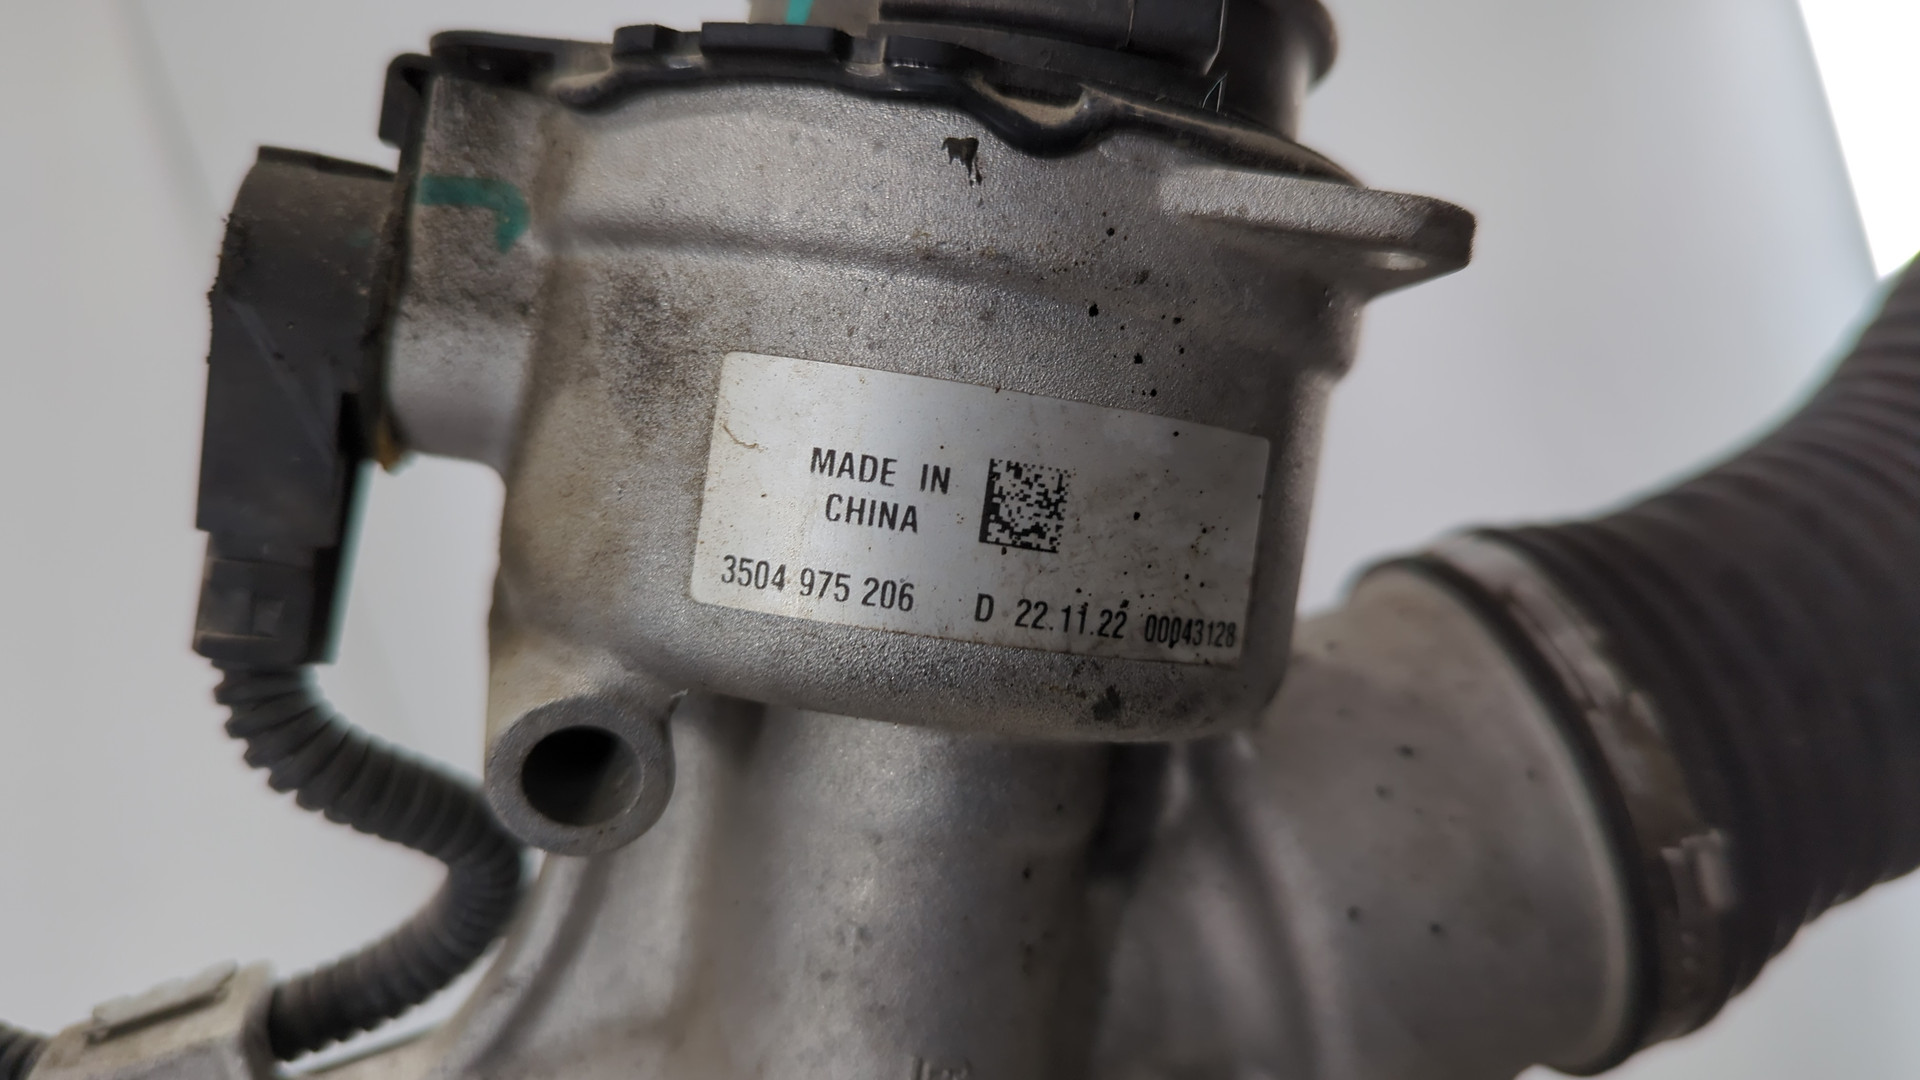 MADE IN
CHINA
3504 975 206 D 22.11.22 00043128